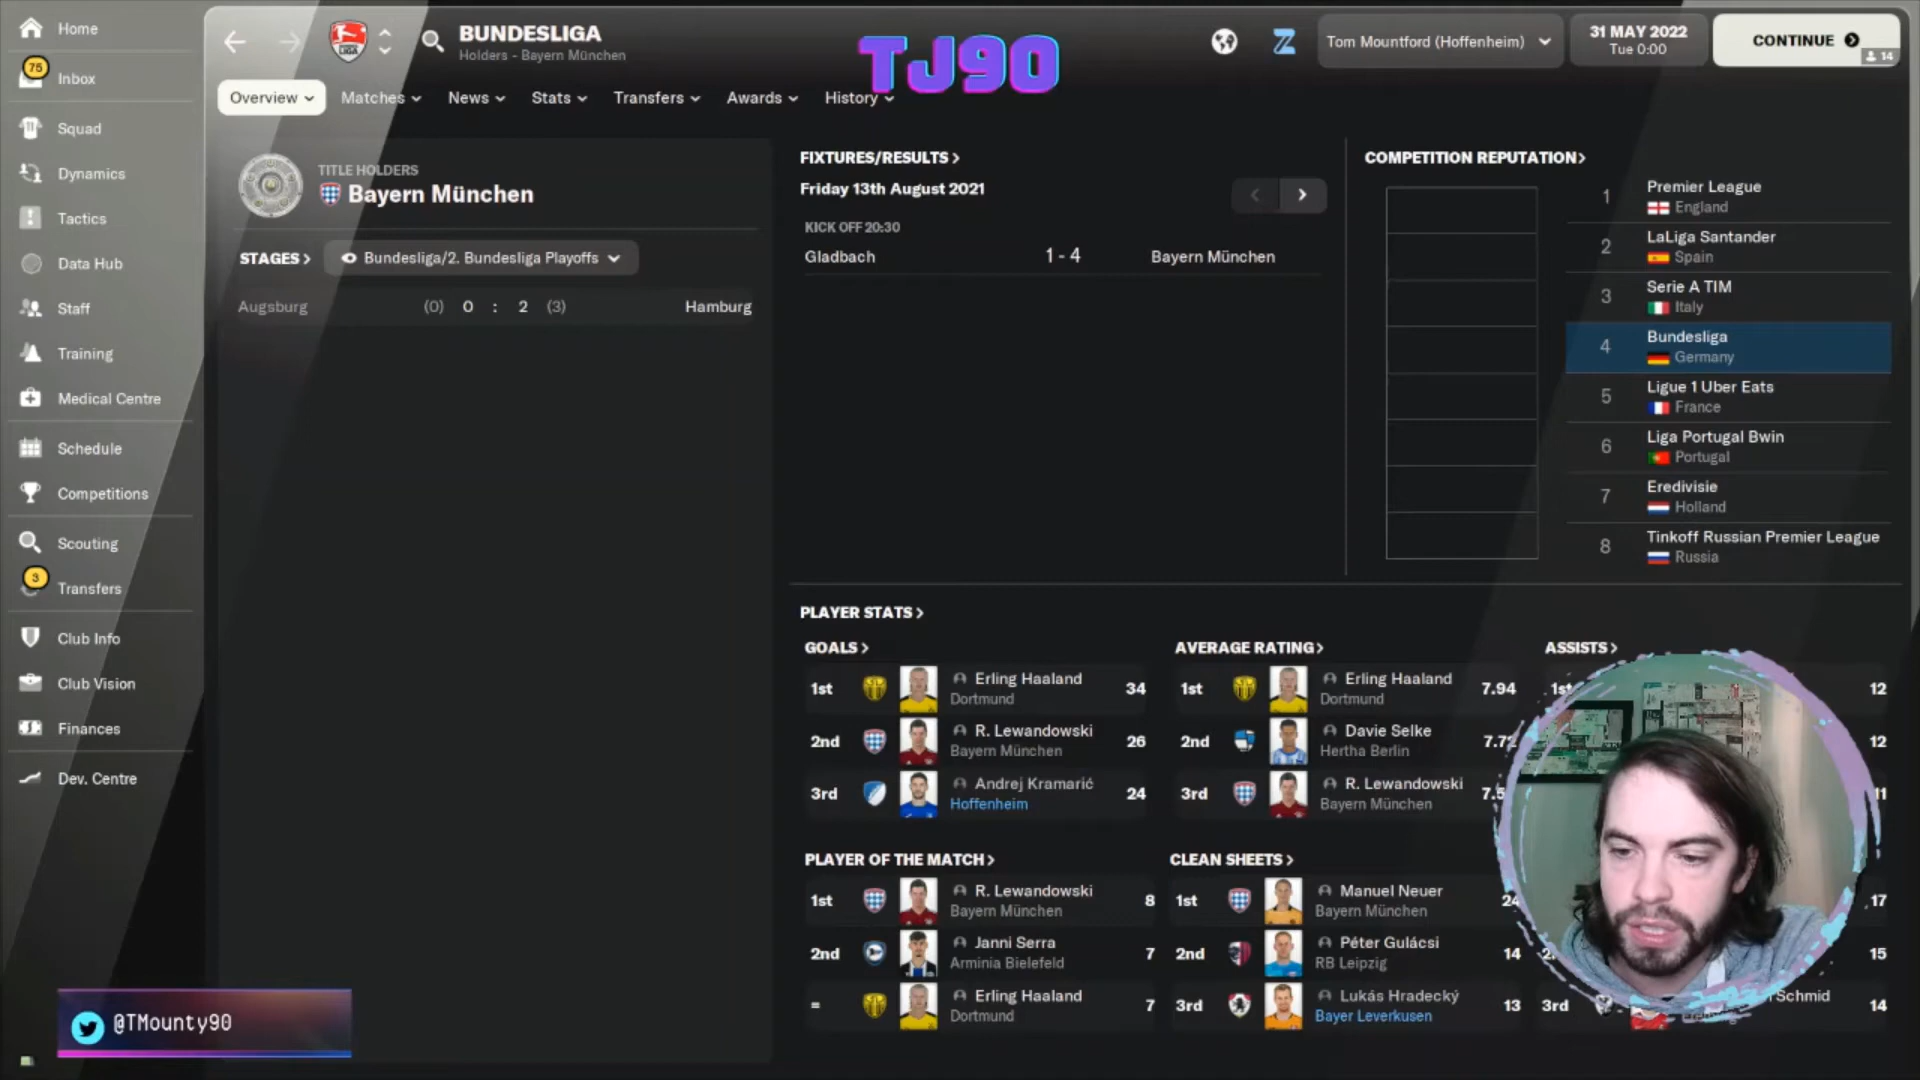 Home
75
Inbox
Squad
Dynamics
Tactics
Data Hub
Staff
Training
Medical Centre
Schedule
Competitions
Scouting
3
Transfers
Club Info
Club Vision
Finances
Dev. Centre
BUNDESLIGA
Holders - Bayern München
TJ90
Tom Mountford (Hoffenheim)
31 MAY 2022
Tue 0:00
CONTINUE
14
Overview Matches News Stats Transfers Awards History
TITLE HOLDERS
Bayern München
STAGES Bundesliga/2. Bundesliga Playoffs
Augsburg (0) 0 : 2 (3) Hamburg
FIXTURES/RESULTS
Friday 13th August 2021
KICK OFF 20:30
Gladbach 1 - 4 Bayern München
COMPETITION REPUTATION
1 Premier League
England
2 LaLiga Santander
Spain
3 Serie A TIM
Italy
4 Bundesliga
Germany
5 Ligue 1 Uber Eats
France
6 Liga Portugal Bwin
Portugal
7 Eredivisie
Holland
8 Tinkoff Russian Premier League
Russia
PLAYER STATS
GOALS
1st Erling Haaland 34
Dortmund
2nd R. Lewandowski 26
Bayern München
3rd Andrej Kramarić 24
Hoffenheim
AVERAGE RATING
1st Erling Haaland 7.94
Dortmund
2nd Davie Selke 7.72
Hertha Berlin
3rd R. Lewandowski 7.5
Bayern München
ASSISTS
1st 12
12
11
PLAYER OF THE MATCH
1st R. Lewandowski 8
Bayern München
2nd Janni Serra 7
Arminia Bielefeld
= Erling Haaland 7
Dortmund
CLEAN SHEETS
1st Manuel Neuer 24
Bayern München
2nd Péter Gulácsi 14
RB Leipzig
3rd Lukás Hradecký 13
Bayer Leverkusen
17
15
3rd Schmid 14
@TMounty90